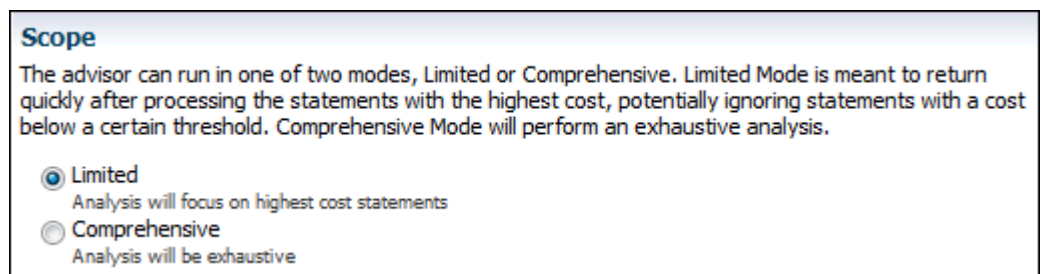 Scope
The advisor can run in one of two modes, Limited or Comprehensive. Limited Mode is meant to return
quickly after processing the statements with the highest cost, potentially ignoring statements with a cost
below a certain threshold. Comprehensive Mode will perform an exhaustive analysis.
Limited
Analysis will focus on highest cost statements
Comprehensive
Analysis will be exhaustive